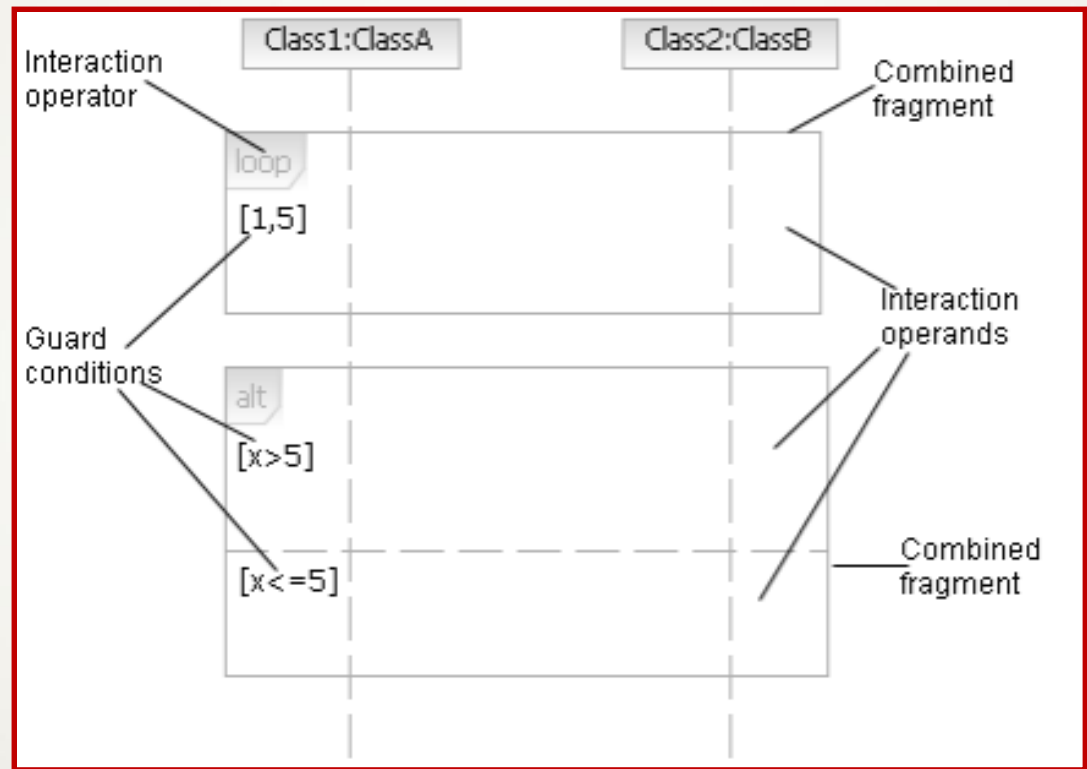 Class1:ClassA
Class2:ClassB
Interaction
operator
Combined
fragment
loop
[1,5]
Interaction
operands
Guard
conditions
alt
[x>5]
Combined
fragment
[x<=5]